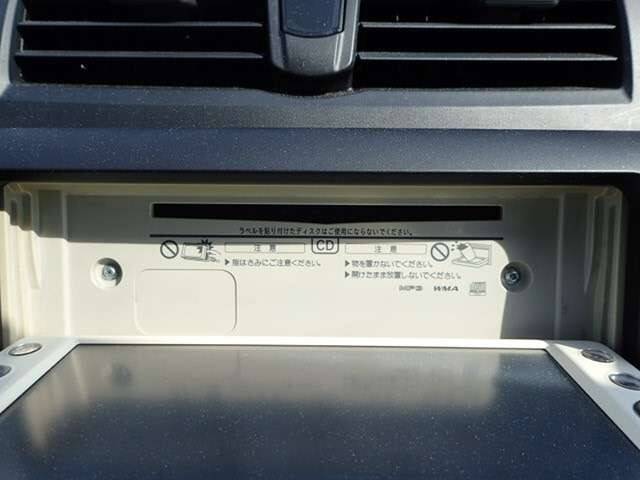 ラベルを貼り付けたディスクはご使用にならないでください。
注意 CD 注意
▶指はさみにご注意ください。
▶物を置かないでください。
▶開けたまま放置しないでください。
MP3 WMA